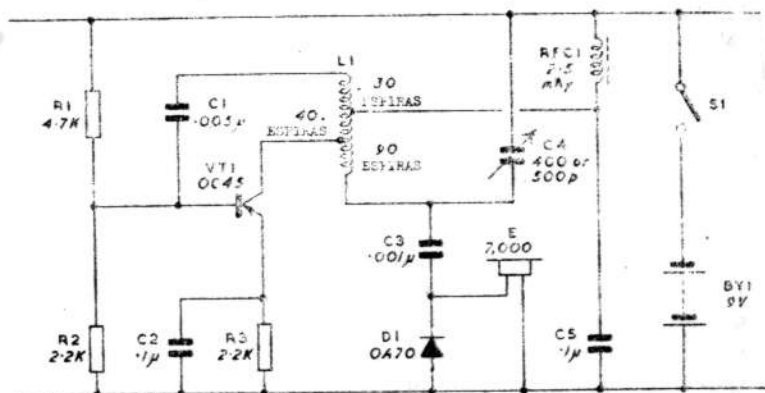 R1
4.7K
C1
.005µ
VT1
OC45
L1
30
ESPIRAS
40.
ESPIRAS
90
ESPIRAS
RFC1
2.5
mHy
S1
C4
400 or
500p
C3
.001µ
E
2,000
BY1
9V
R2
2.2K
C2
.1µ
R3
2.2K
D1
OA70
C5
.1µ